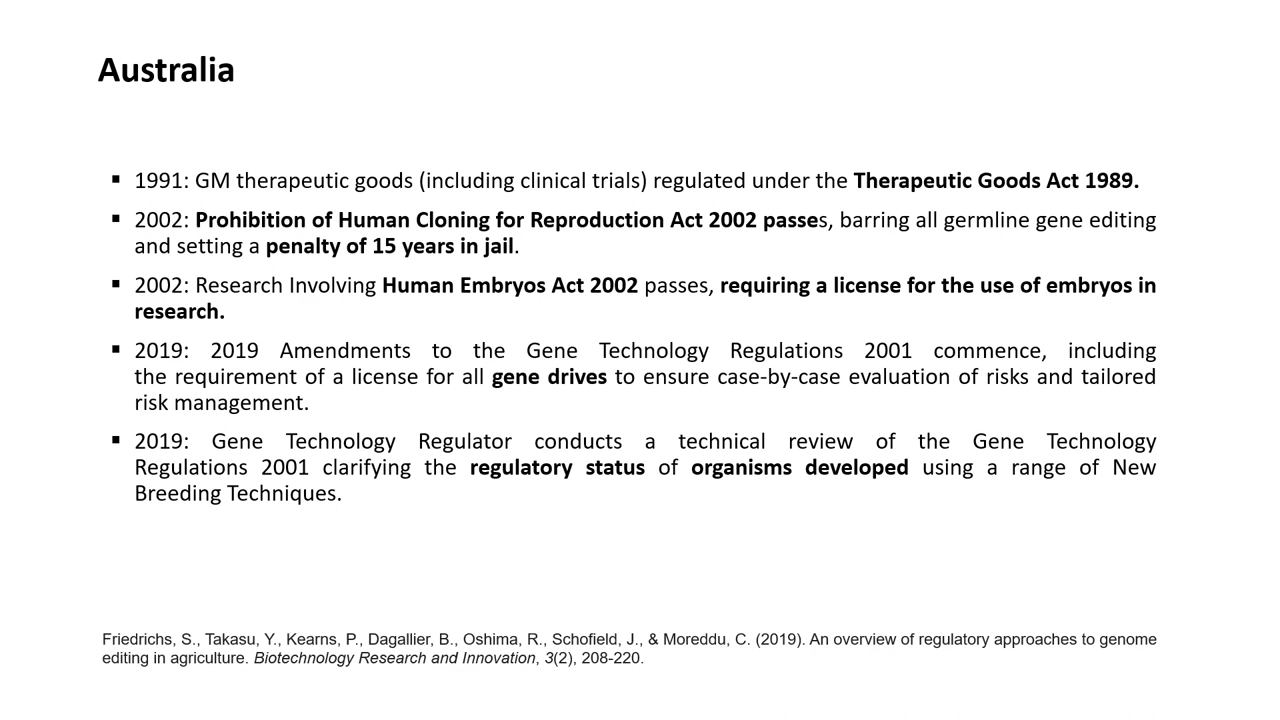 Australia
▪ 1991: GM therapeutic goods (including clinical trials) regulated under the Therapeutic Goods Act 1989.
▪ 2002: Prohibition of Human Cloning for Reproduction Act 2002 passes, barring all germline gene editing
and setting a penalty of 15 years in jail.
▪ 2002: Research Involving Human Embryos Act 2002 passes, requiring a license for the use of embryos in
research.
▪ 2019: 2019 Amendments to the Gene Technology Regulations 2001 commence, including
the requirement of a license for all gene drives to ensure case-by-case evaluation of risks and tailored
risk management.
▪ 2019: Gene Technology Regulator conducts a technical review of the Gene Technology
Regulations 2001 clarifying the regulatory status of organisms developed using a range of New
Breeding Techniques.
Friedrichs, S., Takasu, Y., Kearns, P., Dagallier, B., Oshima, R., Schofield, J., & Moreddu, C. (2019). An overview of regulatory approaches to genome
editing in agriculture. Biotechnology Research and Innovation, 3(2), 208-220.